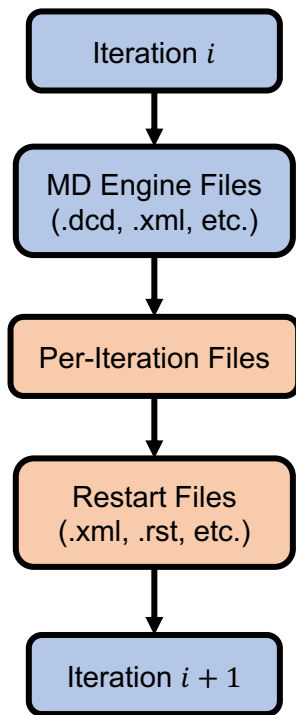 Iteration i
MD Engine Files
(.dcd, .xml, etc.)
Per-Iteration Files
Restart Files
(.xml, .rst, etc.)
Iteration i + 1